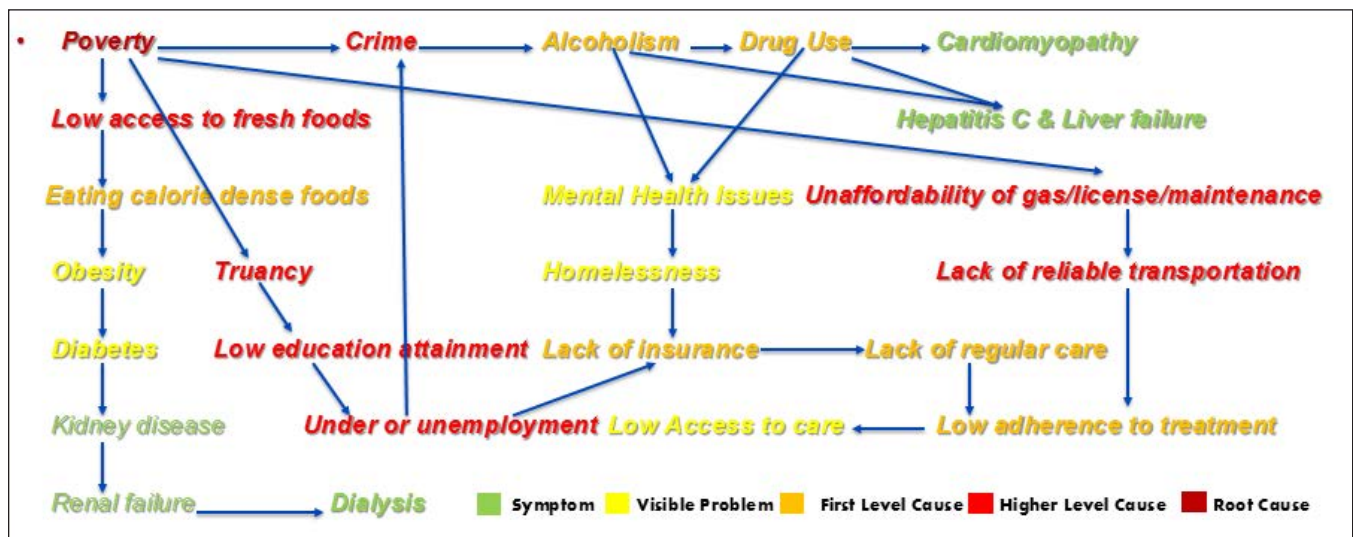 • Poverty Crime Alcoholism Drug Use Cardiomyopathy
Low access to fresh foods Hepatitis C & Liver failure
Eating calorie dense foods Mental Health Issues Unaffordability of gas/license/maintenance
Obesity Truancy Homelessness Lack of reliable transportation
Diabetes Low education attainment Lack of insurance Lack of regular care
Kidney disease Under or unemployment Low Access to care Low adherence to treatment
Renal failure Dialysis Symptom Visible Problem First Level Cause Higher Level Cause Root Cause